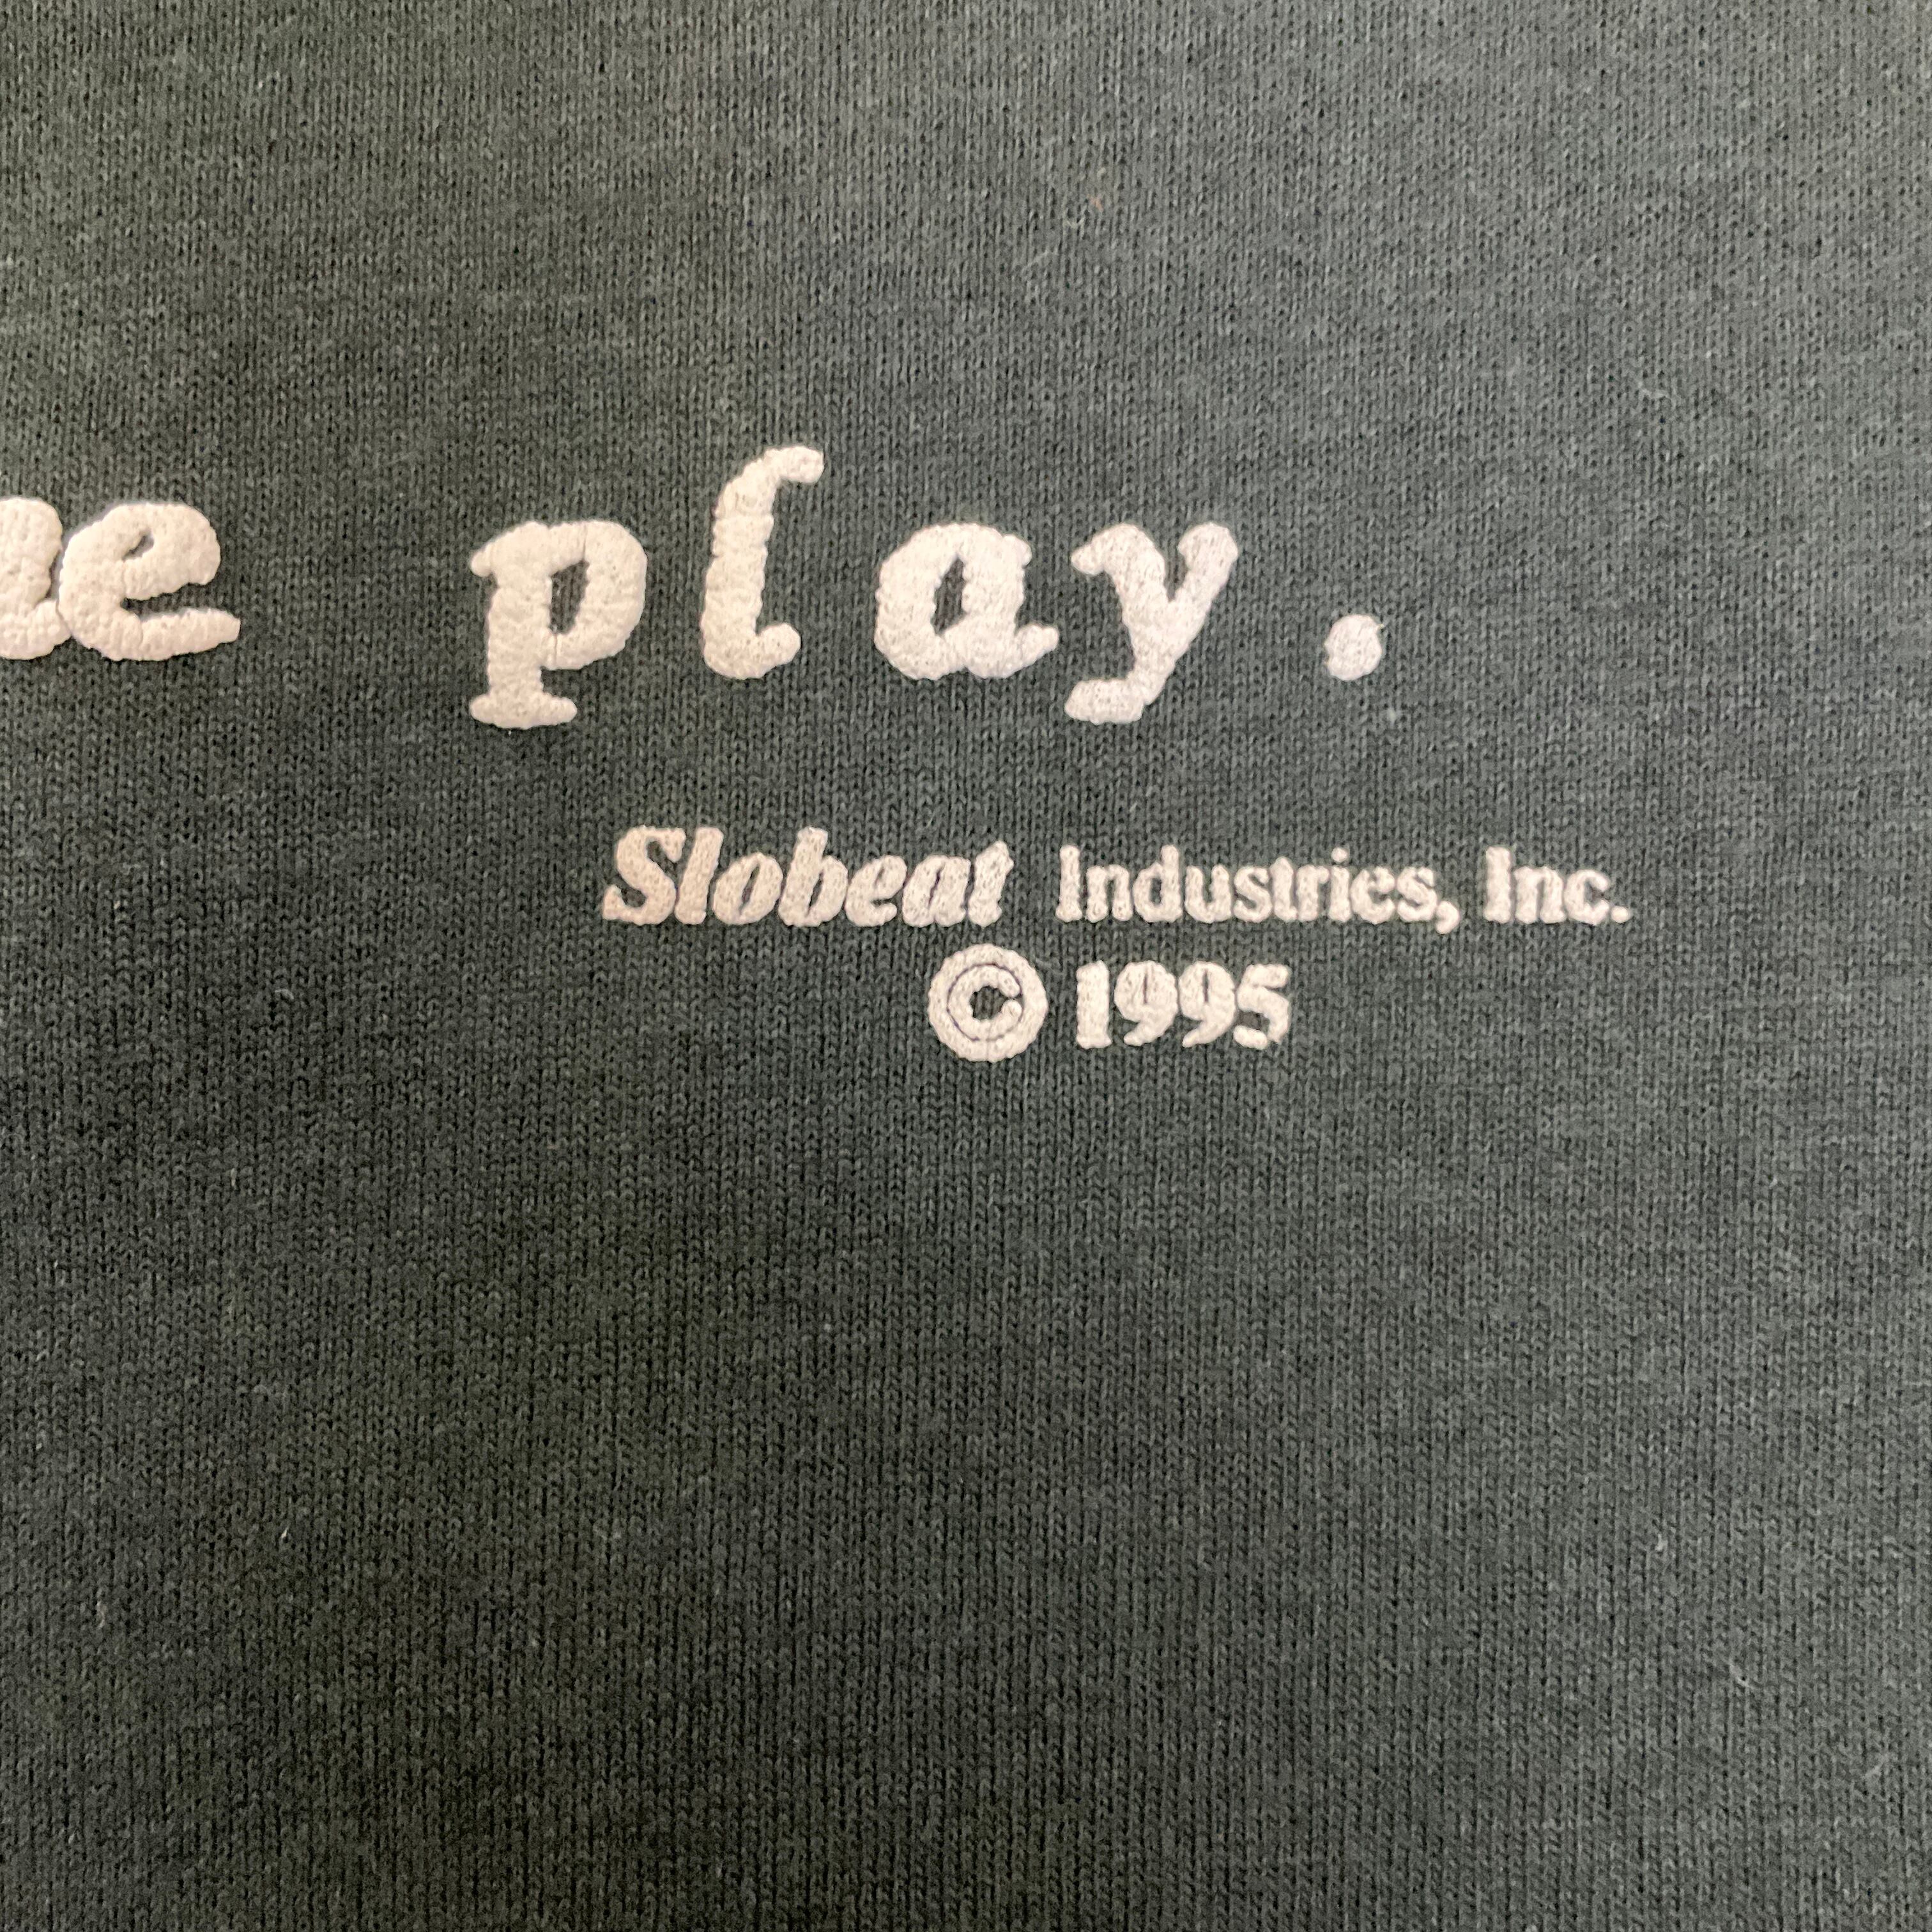 play.
Slobeat Industries, Inc.
© 1995